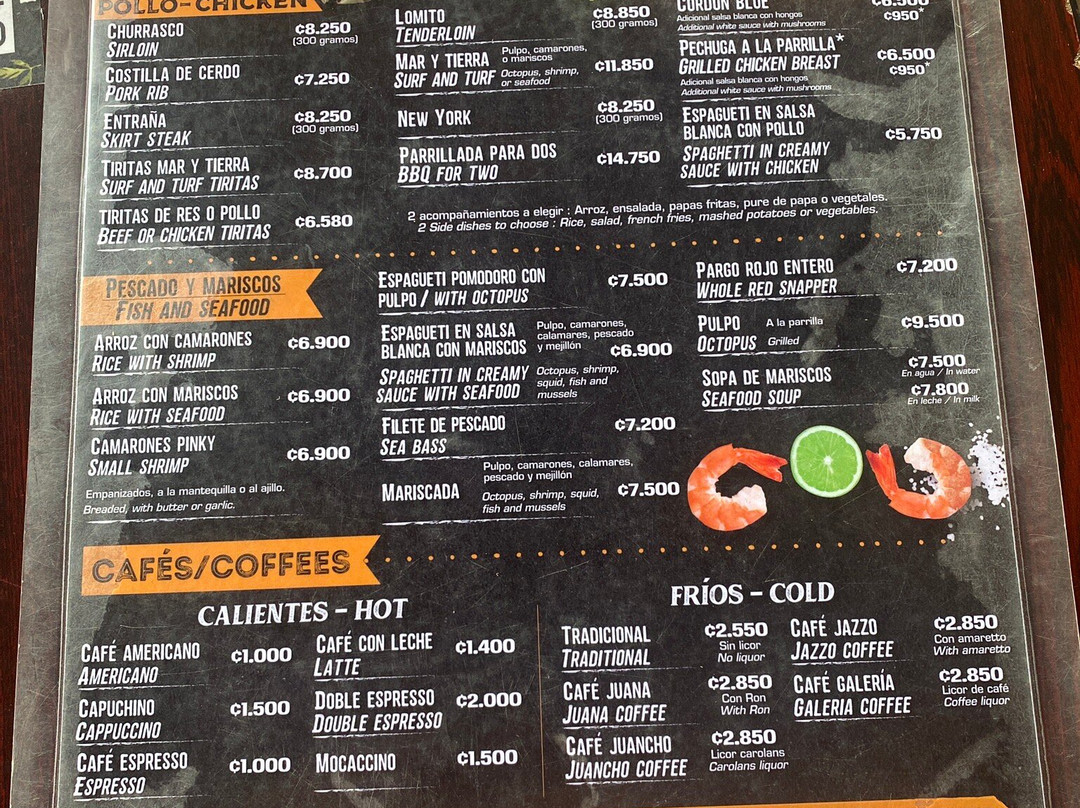 POLLO-CHICKEN
CHURRASCO ¢8.250
SIRLOIN (300 gramos)
COSTILLA DE CERDO ¢7.250
PORK RIB
ENTRAÑA ¢8.250
SKIRT STEAK (300 gramos)
TIRITAS MAR Y TIERRA ¢8.700
SURF AND TURF TIRITAS
TIRITAS DE RES O POLLO ¢6.580
BEEF OR CHICKEN TIRITAS
LOMITO ¢8.850
TENDERLOIN (300 gramos)
MAR Y TIERRA Pulpo, camarones, o mariscos ¢11.850
SURF AND TURF Octopus, shrimp, or seafood
NEW YORK ¢8.250
(300 gramos)
PARRILLADA PARA DOS ¢14.750
BBQ FOR TWO
CORDON BLUE ¢6.500
Adicional salsa blanca con hongos ¢950*
Additional white sauce with mushrooms
PECHUGA A LA PARRILLA* ¢6.500
GRILLED CHICKEN BREAST ¢950*
Adicional salsa blanca con hongos
Additional white sauce with mushrooms
ESPAGUETI EN SALSA
BLANCA CON POLLO ¢5.750
SPAGHETTI IN CREAMY
SAUCE WITH CHICKEN
2 acompañamientos a elegir : Arroz, ensalada, papas fritas, pure de papa o vegetales.
2 Side dishes to choose : Rice, salad, french fries, mashed potatoes or vegetables.
PESCADO Y MARISCOS
FISH AND SEAFOOD
ARROZ CON CAMARONES ¢6.900
RICE WITH SHRIMP
ARROZ CON MARISCOS ¢6.900
RICE WITH SEAFOOD
CAMARONES PINKY ¢6.900
SMALL SHRIMP
Empanizados, a la mantequilla o al ajillo.
Breaded, with butter or garlic.
ESPAGUETI POMODORO CON ¢7.500
PULPO / WITH OCTOPUS
ESPAGUETI EN SALSA Pulpo, camarones,
BLANCA CON MARISCOS calamares, pescado y mejillón ¢6.900
SPAGHETTI IN CREAMY Octopus, shrimp,
SAUCE WITH SEAFOOD squid, fish and mussels
FILETE DE PESCADO ¢7.200
SEA BASS
Pulpo, camarones, calamares,
pescado y mejillón
MARISCADA ¢7.500
Octopus, shrimp, squid,
fish and mussels
PARGO ROJO ENTERO ¢7.200
WHOLE RED SNAPPER
PULPO A la parrilla ¢9.500
OCTOPUS Grilled
SOPA DE MARISCOS ¢7.500
En agua / In water
SEAFOOD SOUP ¢7.800
En leche / In milk
CAFÉS/COFFEES
CALIENTES - HOT
CAFÉ AMERICANO ¢1.000
AMERICANO
CAPUCHINO ¢1.500
CAPPUCCINO
CAFÉ ESPRESSO ¢1.000
ESPRESSO
CAFÉ CON LECHE ¢1.400
LATTE
DOBLE ESPRESSO ¢2.000
DOUBLE ESPRESSO
MOCACCINO ¢1.500
FRÍOS - COLD
TRADICIONAL ¢2.550
TRADITIONAL Sin licor
No liquor
CAFÉ JUANA ¢2.850
JUANA COFFEE Con Ron
With Ron
CAFÉ JUANCHO ¢2.850
JUANCHO COFFEE Licor carolans
Carolans liquor
CAFÉ JAZZO ¢2.850
JAZZO COFFEE Con amaretto
With amaretto
CAFÉ GALERÍA ¢2.850
GALERIA COFFEE Licor de café
Coffee liquor